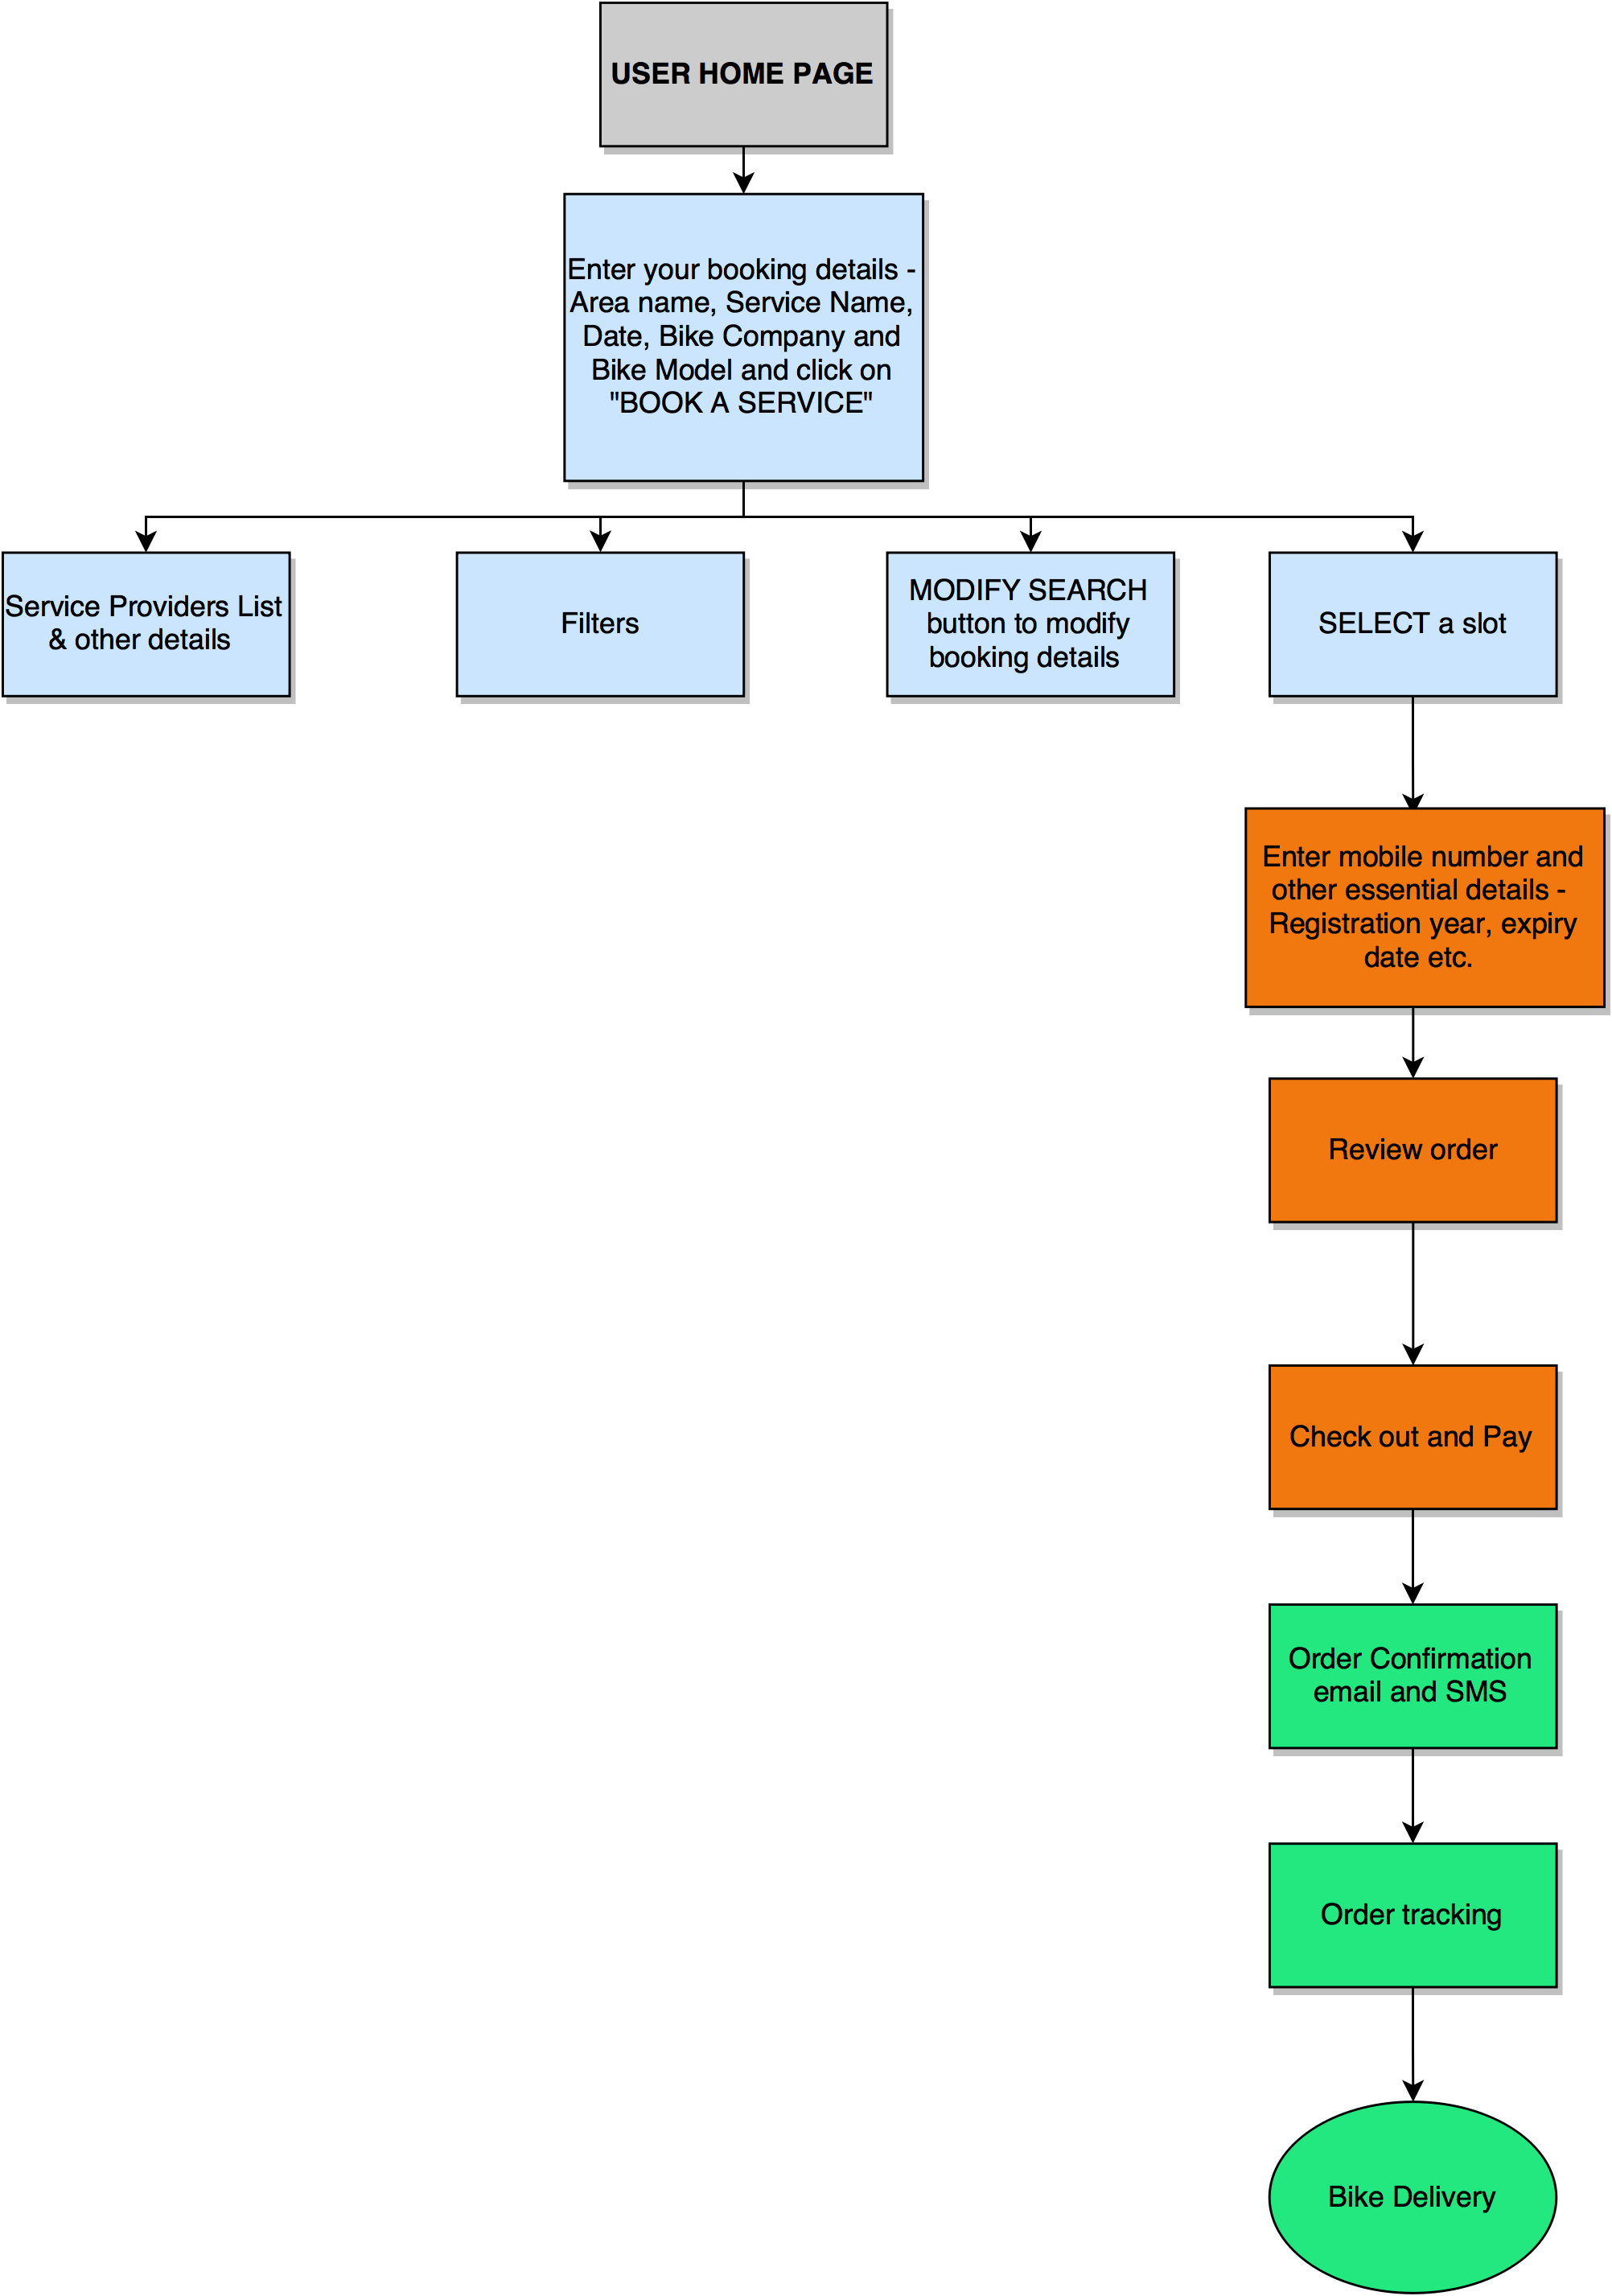 USER HOME PAGE
Enter your booking details -
Area name, Service Name,
Date, Bike Company and
Bike Model and click on
"BOOK A SERVICE"
Service Providers List
& other details
Filters
MODIFY SEARCH
button to modify
booking details
SELECT a slot
Enter mobile number and
other essential details -
Registration year, expiry
date etc.
Review order
Check out and Pay
Order Confirmation
email and SMS
Order tracking
Bike Delivery